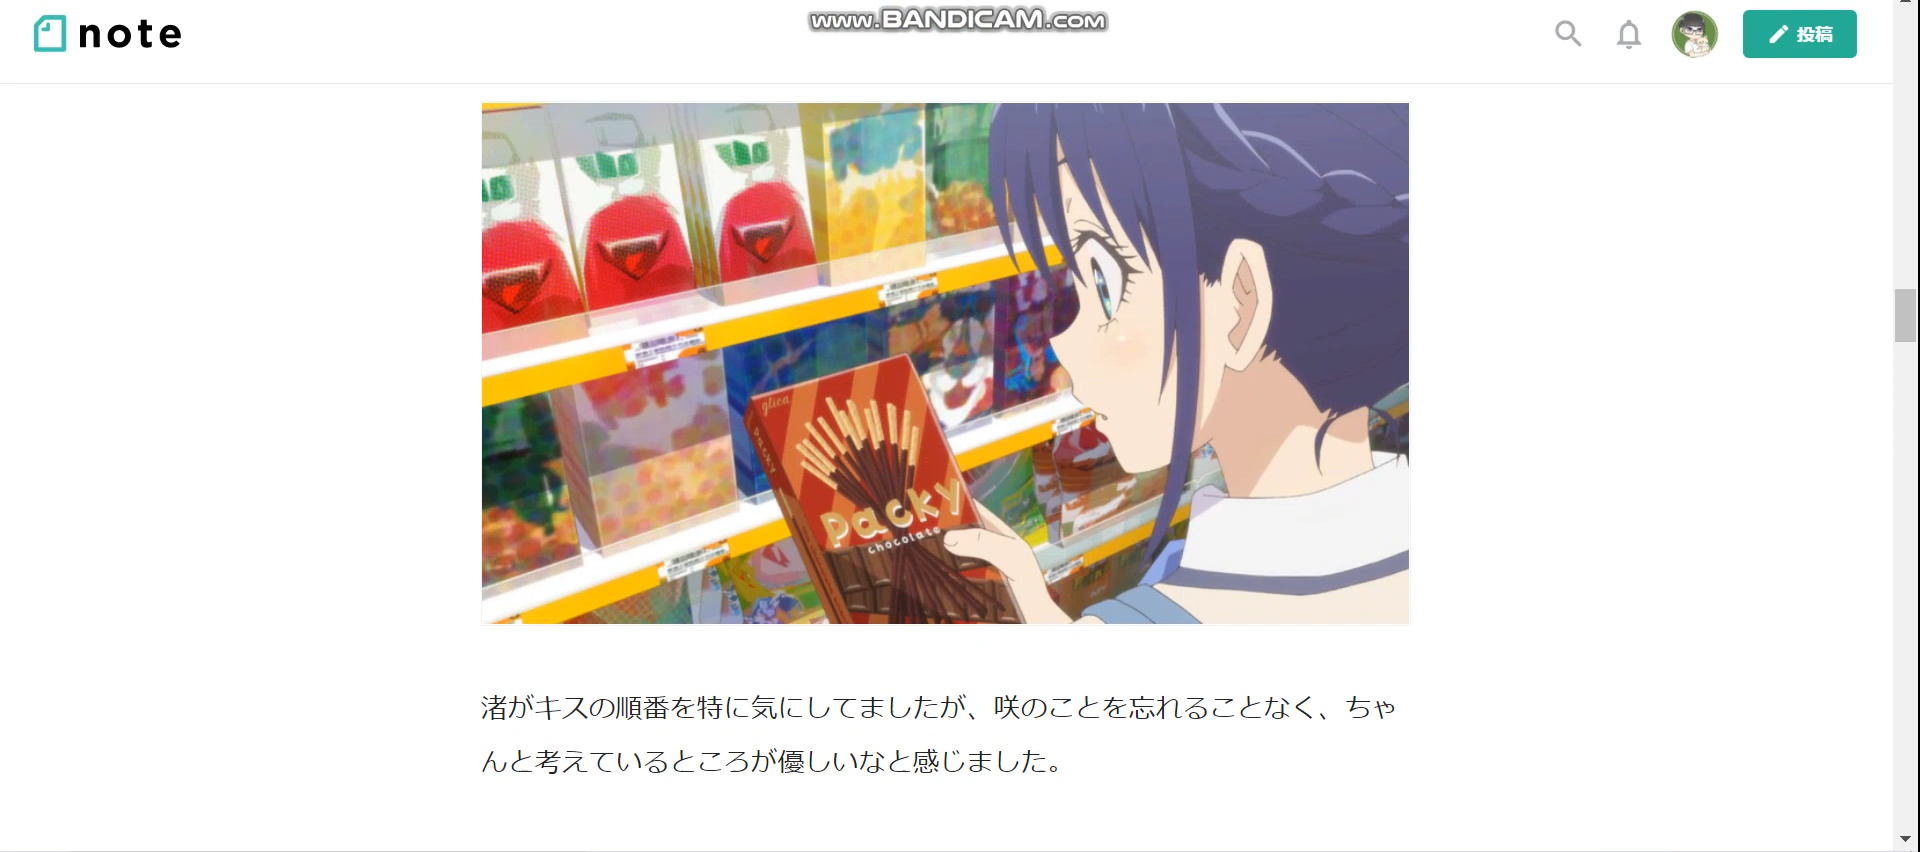 note
www.BANDICAM.com
投稿
glica
packy
packy
chocolate
渚がキスの順番を特に気にしてましたが、咲のことを忘れることなく、ちゃ
んと考えているところが優しいなと感じました。